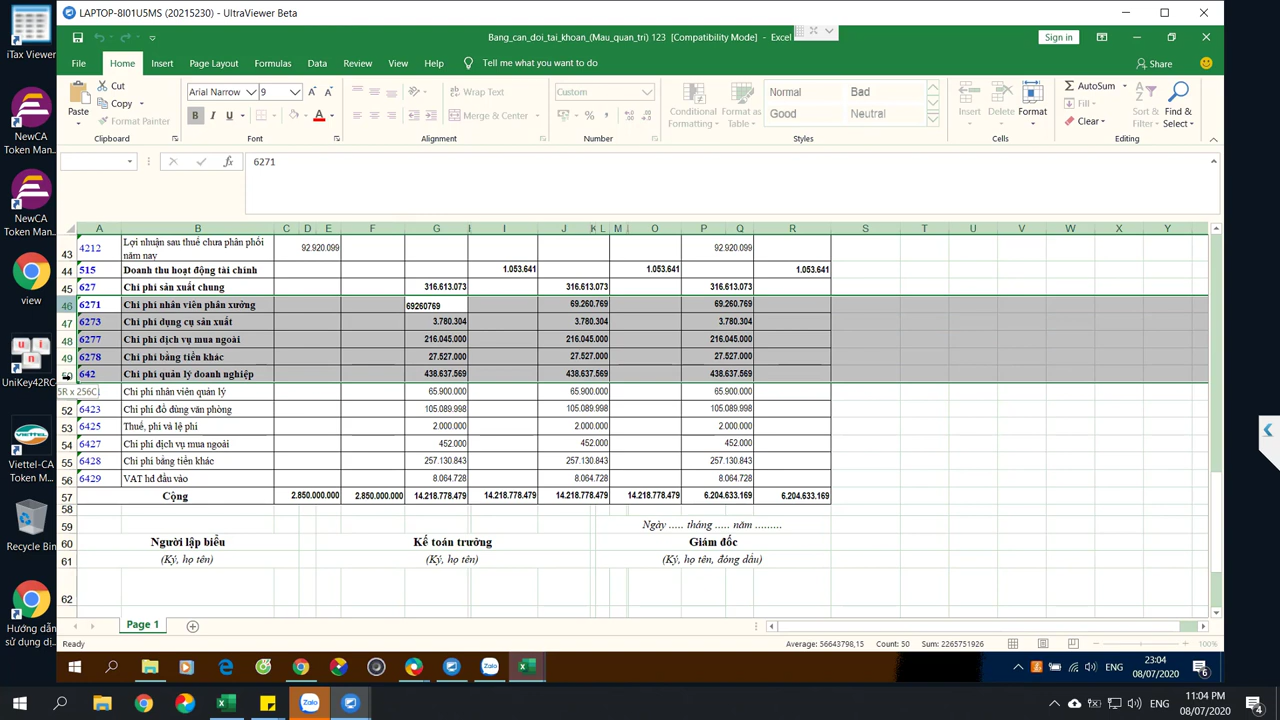 LAPTOP-8I01U5MS (20215230) - UltraViewer Beta
Bang_can_doi_tai_khoan_(Mau_quan_tri) 123 [Compatibility Mode] - Excel
Sign in
File Home Insert Page Layout Formulas Data Review View Help Tell me what you want to do Share
Paste
Cut
Copy
Format Painter
Arial Narrow 9
B I U
Wrap Text
Merge & Center
Custom
Conditional Formatting
Format as Table
Normal Bad
Good Neutral
Insert Delete Format
AutoSum
Fill
Clear
Sort & Filter
Find & Select
Clipboard Font Alignment Number Styles Cells Editing
6271
A B C D E F G I J K L M O P Q R S T U V W X Y
43 4212 Lợi nhuận sau thuế chưa phân phối năm nay 92.920.099 92.920.099
44 515 Doanh thu hoạt động tài chính 1.053.641 1.053.641 1.053.641
45 627 Chi phí sản xuất chung 316.613.073 316.613.073 316.613.073
46 6271 Chi phí nhân viên phân xưởng 69260769 69.260.769 69.260.769
47 6273 Chi phí dụng cụ sản xuất 3.780.304 3.780.304 3.780.304
48 6277 Chi phí dịch vụ mua ngoài 216.045.000 216.045.000 216.045.000
49 6278 Chi phí bằng tiền khác 27.527.000 27.527.000 27.527.000
50 642 Chi phí quản lý doanh nghiệp 438.637.569 438.637.569 438.637.569
5R x 256C Chi phí nhân viên quản lý 65.900.000 65.900.000 65.900.000
52 6423 Chi phí đồ dùng văn phòng 105.089.998 105.089.998 105.089.998
53 6425 Thuế, phí và lệ phí 2.000.000 2.000.000 2.000.000
54 6427 Chi phí dịch vụ mua ngoài 452.000 452.000 452.000
55 6428 Chi phí bằng tiền khác 257.130.843 257.130.843 257.130.843
56 6429 VAT hd đầu vào 8.064.728 8.064.728 8.064.728
57 Cộng 2.850.000.000 2.850.000.000 14.218.778.479 14.218.778.479 14.218.778.479 14.218.778.479 6.204.633.169 6.204.633.169
58
59 Ngày ..... tháng ..... năm .........
60 Người lập biểu Kế toán trưởng Giám đốc
61 (Ký, họ tên) (Ký, họ tên) (Ký, họ tên, đóng dấu)
62
Page 1
Ready Average: 56643798,15 Count: 50 Sum: 2265751926 100%
ENG 23:04
08/07/2020 6
ENG 11:04 PM
08/07/2020 4
iTax Viewer
NewCA Token Man...
NewCA Token Man...
view
UniKey42RC
Viettel-CA Token M...
Recycle Bin
Hướng dẫn sử dụng dị...
Zalo
Zalo